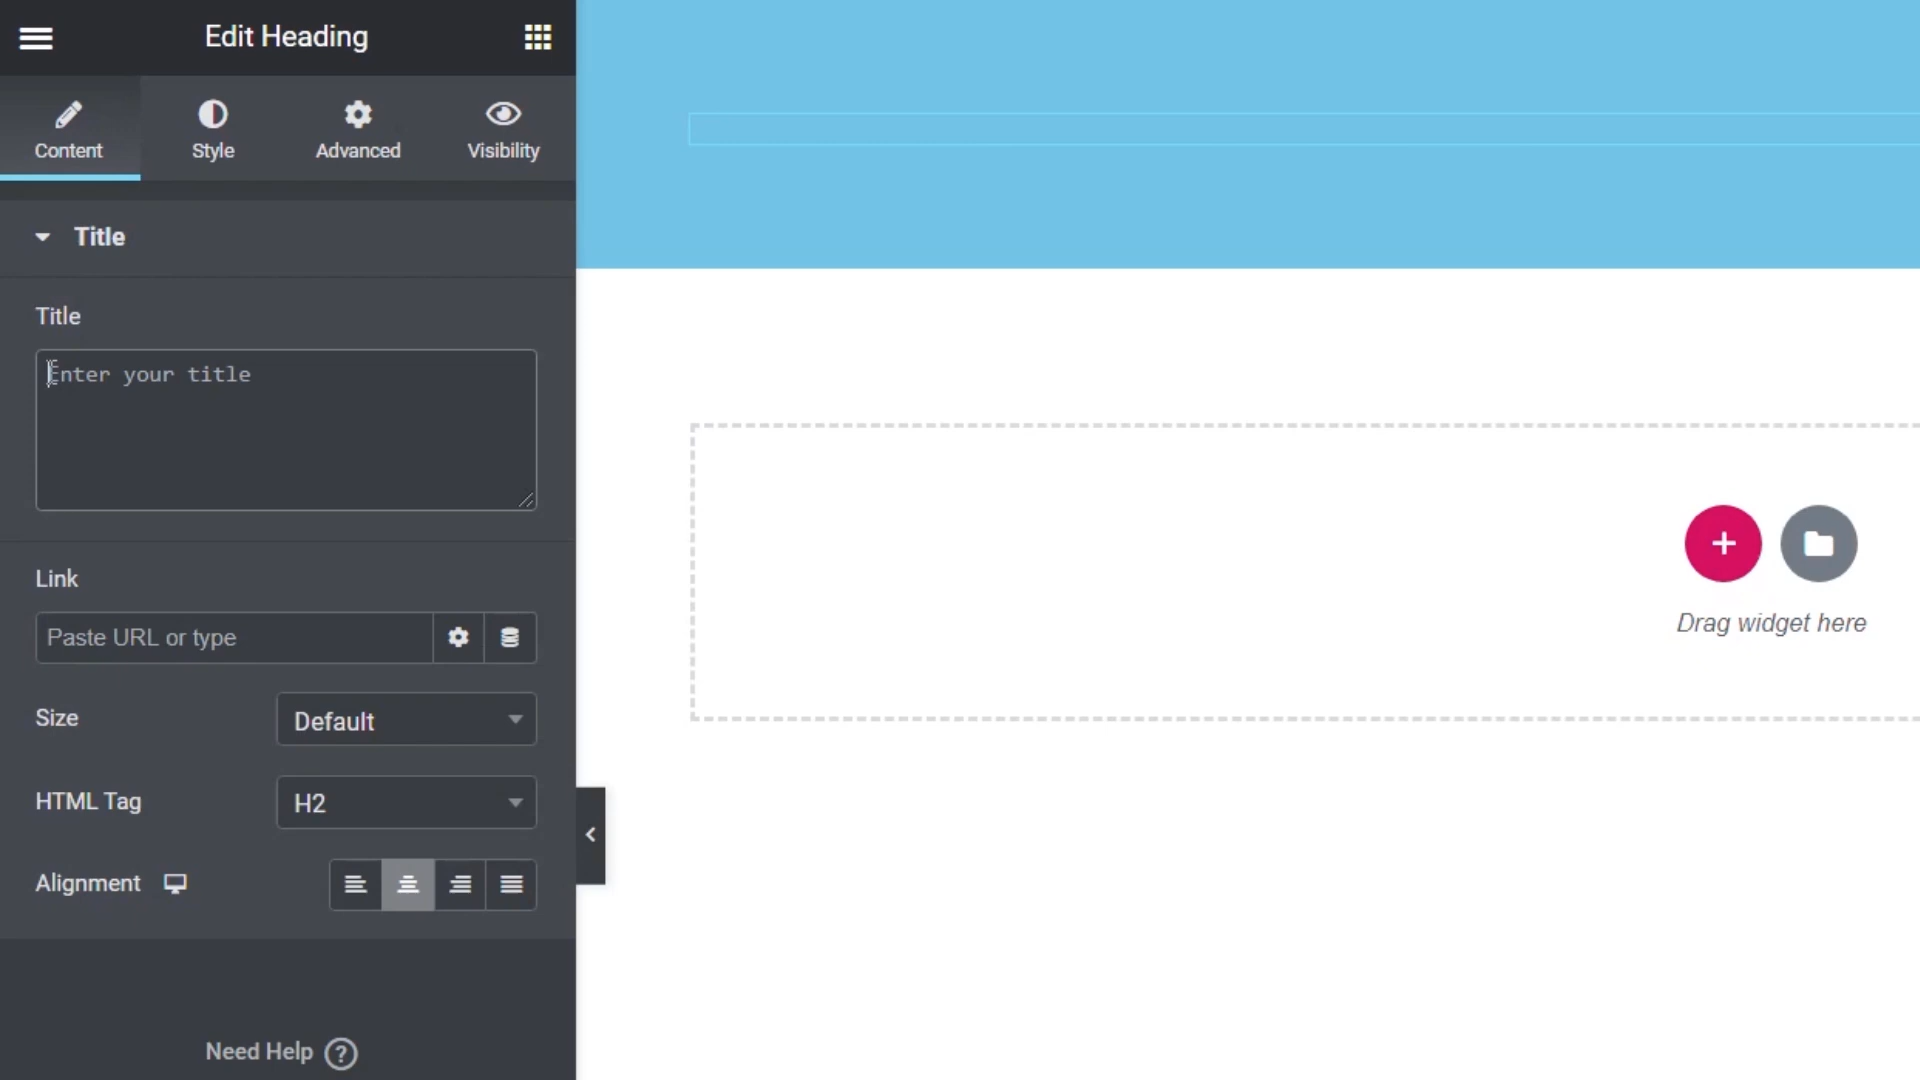 Edit Heading
Content
Style
Advanced
Visibility
Title
Title
Enter your title
Link
Paste URL or type
Size
Default
HTML Tag
H2
Alignment
Need Help ?
Drag widget here